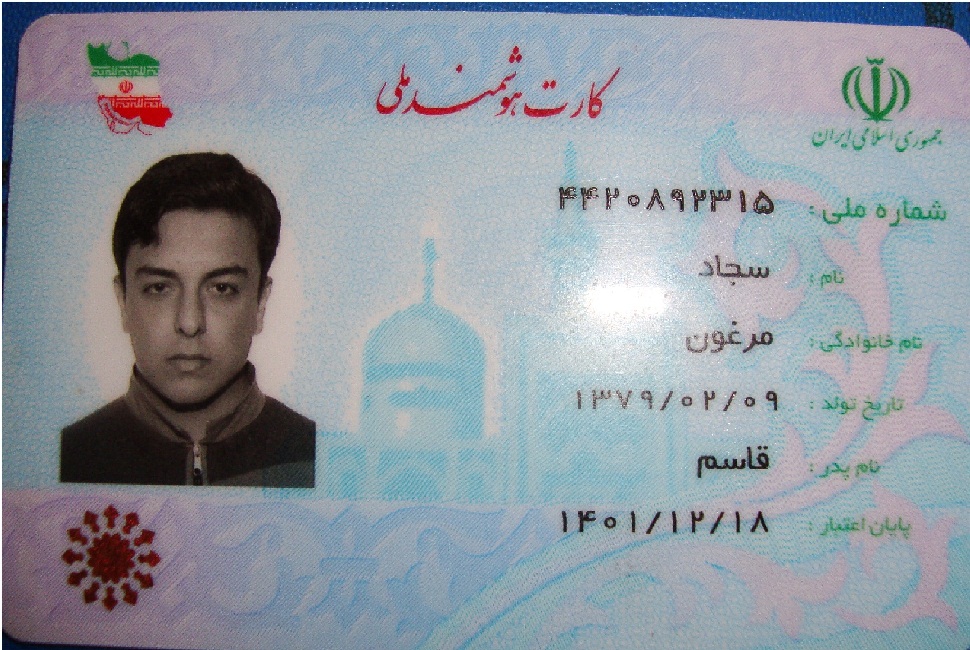 کارت هوشمند ملی
جمهوری اسلامی ایران
شماره ملی : ۴۴۲۰۸۹۲۳۱۵
نام : سجاد
نام خانوادگی : مرغون
تاریخ تولد : ۱۳۷۹/۰۲/۰۹
نام پدر : قاسم
پایان اعتبار : ۱۴۰۱/۱۲/۱۸